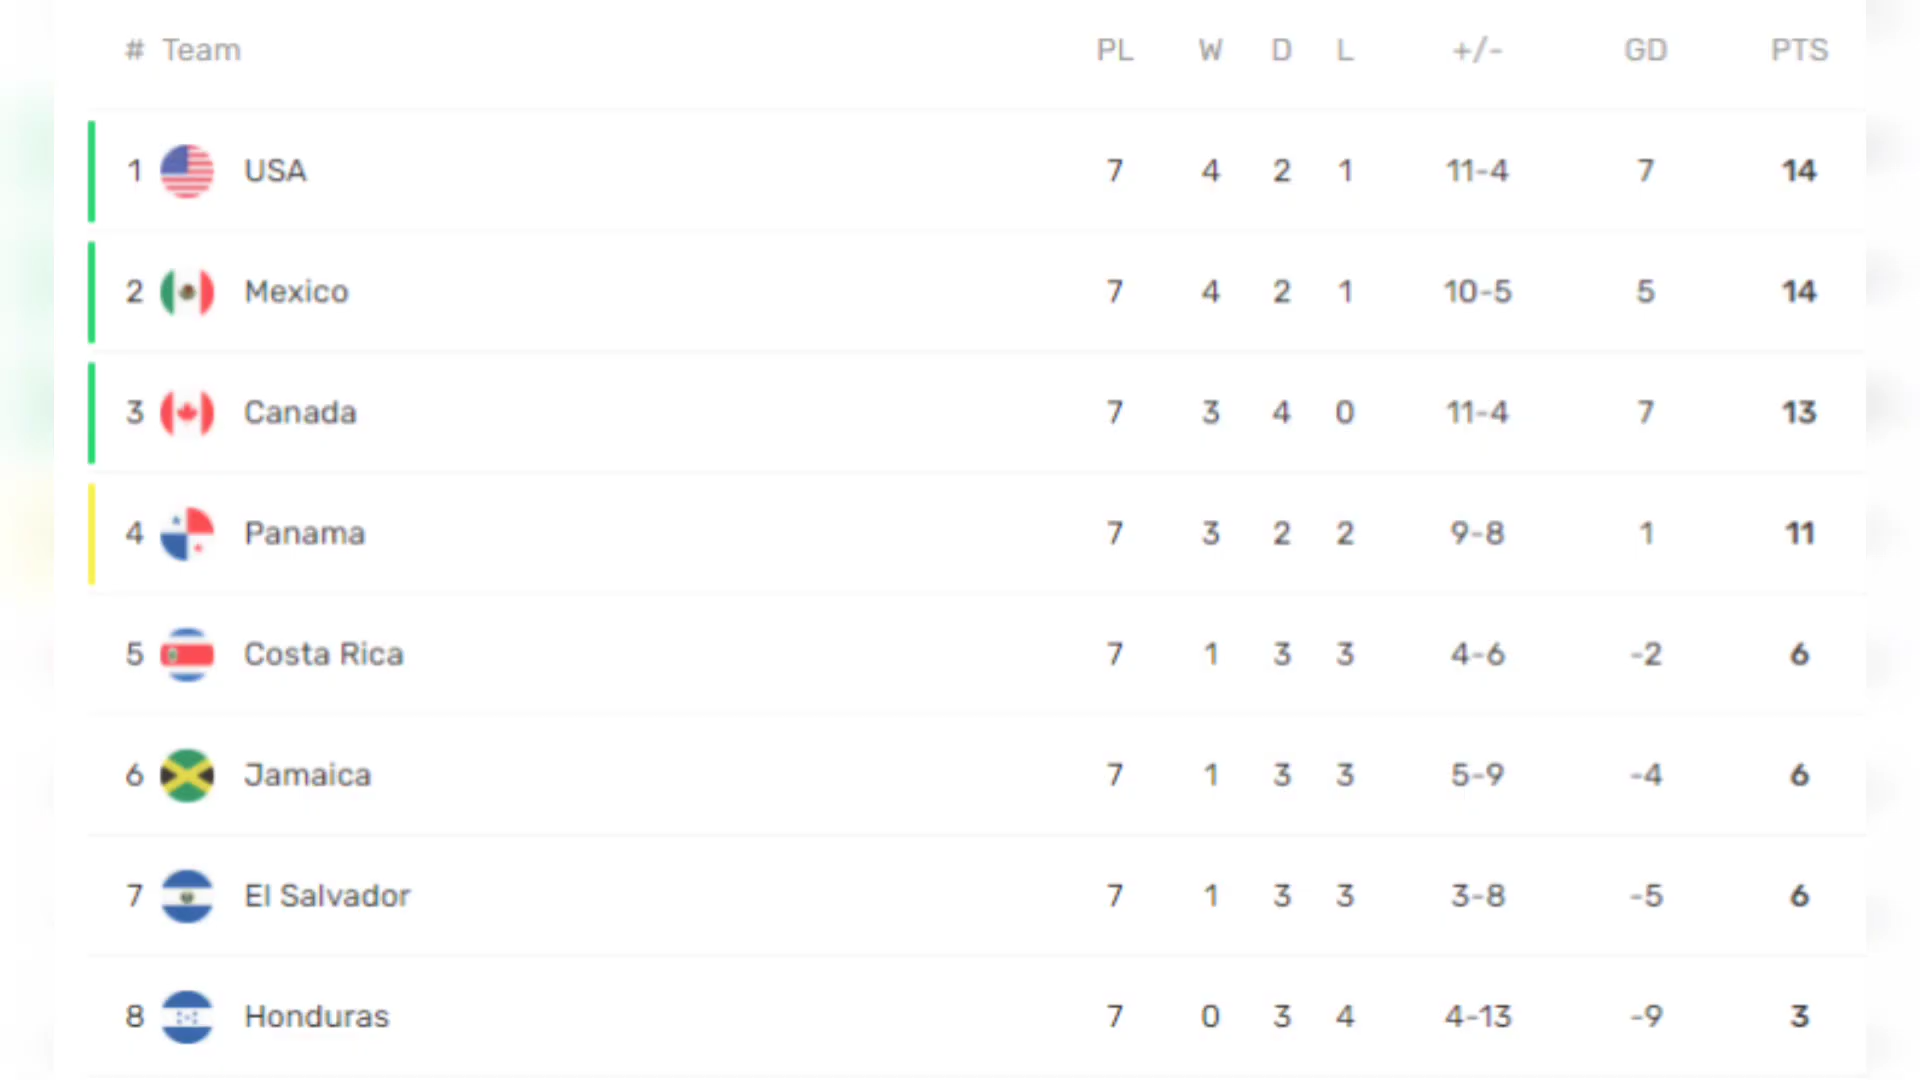 # Team PL W D L +/- GD PTS
1 USA 7 4 2 1 11-4 7 14
2 Mexico 7 4 2 1 10-5 5 14
3 Canada 7 3 4 0 11-4 7 13
4 Panama 7 3 2 2 9-8 1 11
5 Costa Rica 7 1 3 3 4-6 -2 6
6 Jamaica 7 1 3 3 5-9 -4 6
7 El Salvador 7 1 3 3 3-8 -5 6
8 Honduras 7 0 3 4 4-13 -9 3